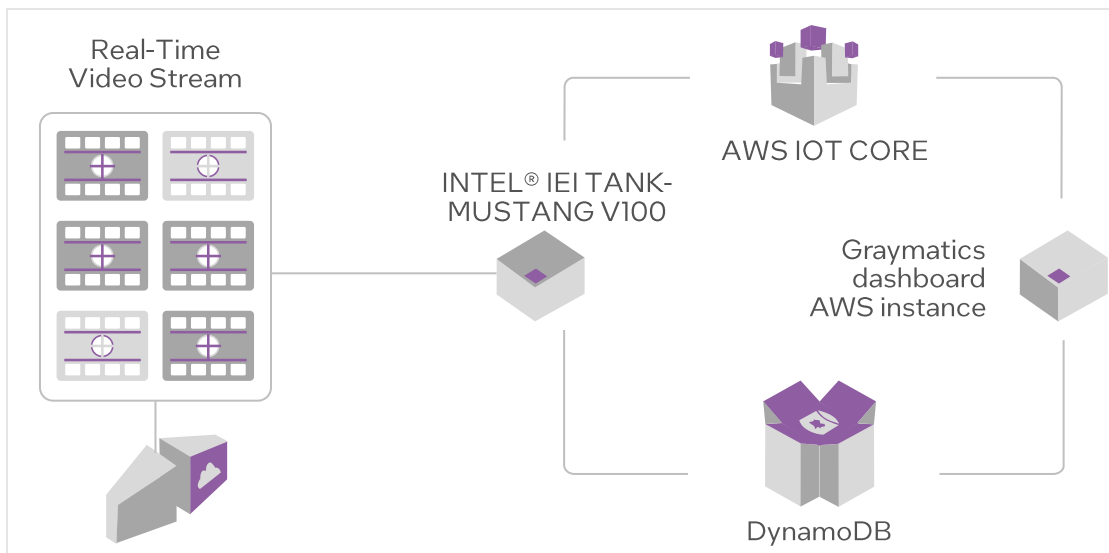 Real-Time
Video Stream
INTEL® IEI TANK-
MUSTANG V100
AWS IOT CORE
Graymatics
dashboard
AWS instance
DynamoDB